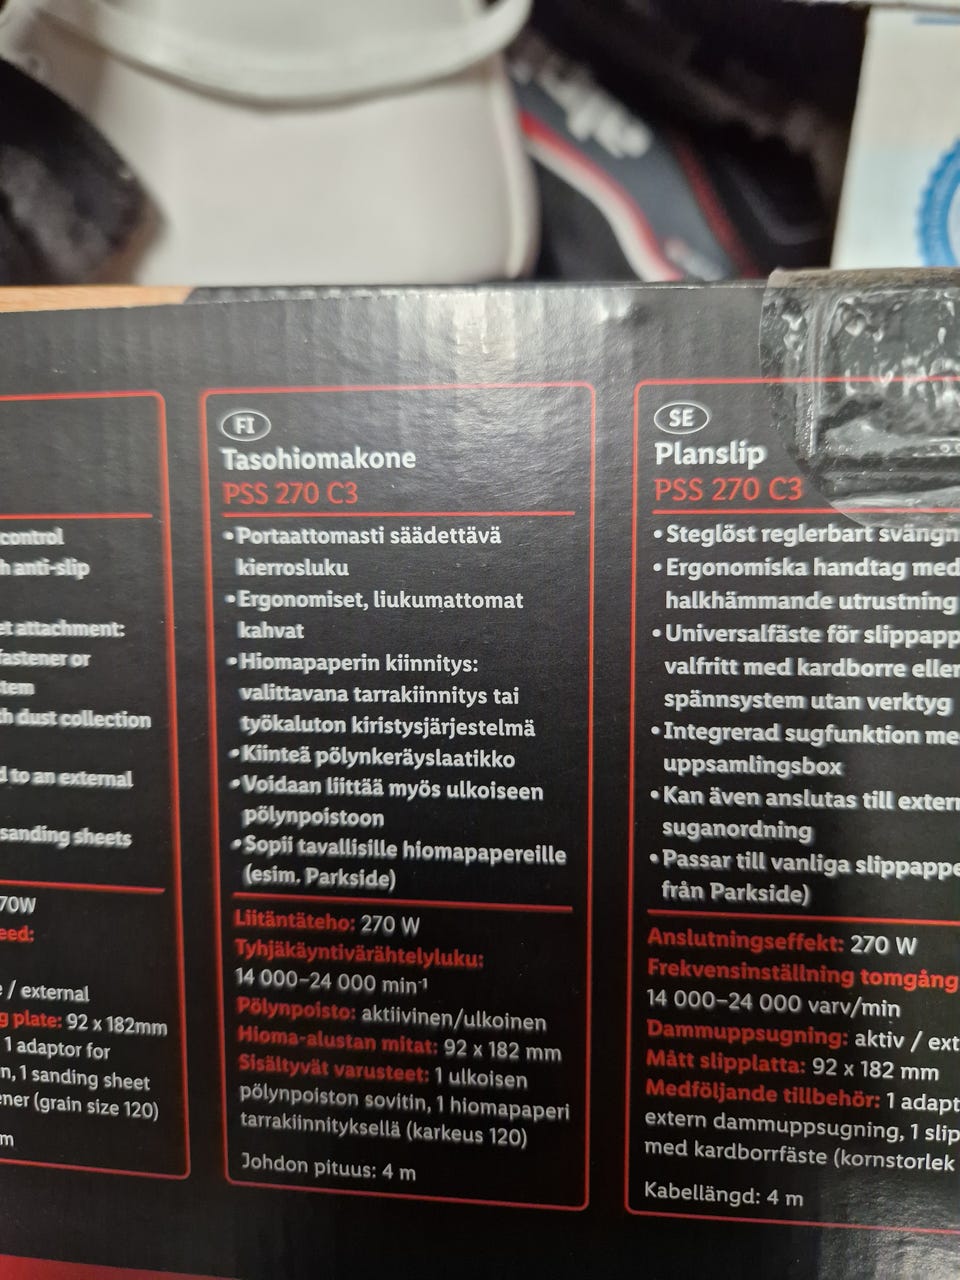 control
anti-slip
attachment:
fastener or
dust collection
to an external
sanding sheets
70W
/ external
plate: 92 x 182mm
1 adaptor for
1 sanding sheet
(grain size 120)
m
FI
Tasohiomakone
PSS 270 C3
•Portaattomasti säädettävä
kierrosluku
•Ergonomiset, liukumattomat
kahvat
•Hiomapaperin kiinnitys:
valittavana tarrakiinnitys tai
työkaluton kiristysjärjestelmä
•Kiinteä pölynkeräyslaatikko
•Voidaan liittää myös ulkoiseen
pölynpoistoon
•Sopii tavallisille hiomapapereille
(esim. Parkside)
Liitäntäteho: 270 W
Tyhjäkäyntivärähtelyluku:
14 000–24 000 min⁻¹
Pölynpoisto: aktiivinen/ulkoinen
Hioma-alustan mitat: 92 x 182 mm
Sisältyvät varusteet: 1 ulkoisen
pölynpoiston sovitin, 1 hiomapaperi
tarrakiinnityksellä (karkeus 120)
Johdon pituus: 4 m
SE
Planslip
PSS 270 C3
•Steglöst reglerbart svängn
•Ergonomiska handtag med
halkhämmande utrustning
•Universalfäste för slippapp
valfritt med kardborre eller
spännsystem utan verktyg
•Integrerad sugfunktion me
uppsamlingsbox
•Kan även anslutas till extern
suganordning
•Passar till vanliga slippappe
från Parkside)
Anslutningseffekt: 270 W
Frekvensinställning tomgång
14 000–24 000 varv/min
Dammuppsugning: aktiv / ext
Mått slipplatta: 92 x 182 mm
Medföljande tillbehör: 1 adapt
extern dammuppsugning, 1 slip
med kardborrfäste (kornstorlek
Kabellängd: 4 m